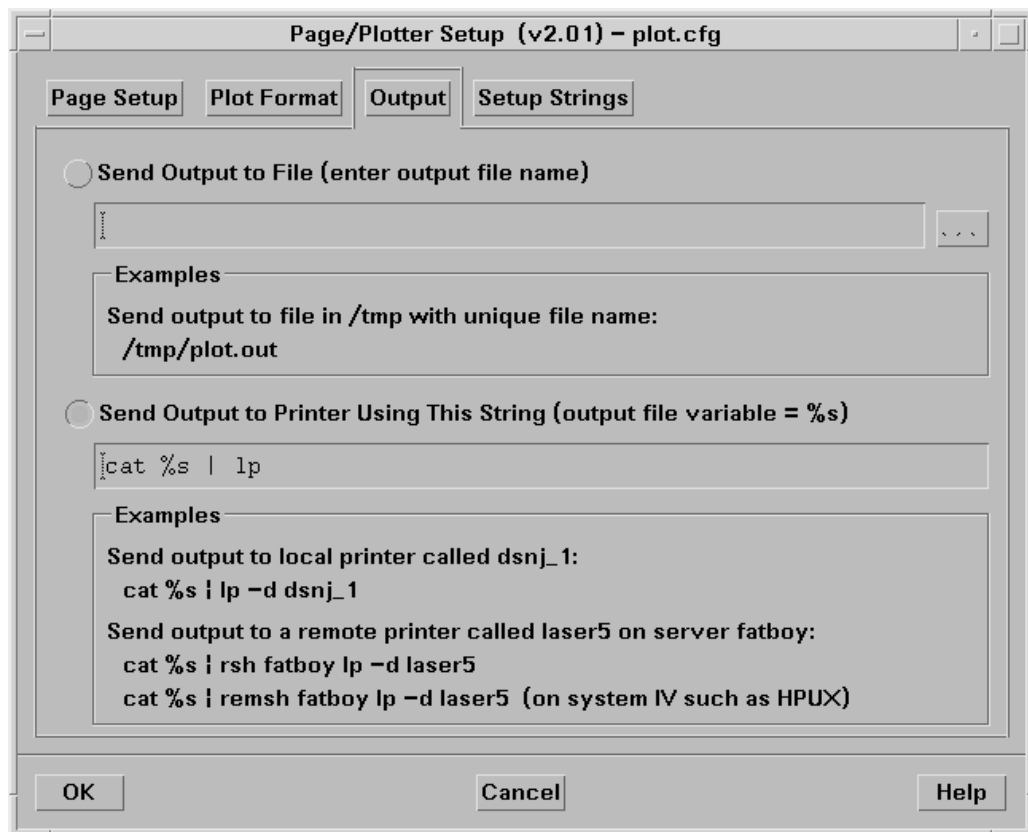 Page/Plotter Setup (v2.01) – plot.cfg
Page Setup Plot Format Output Setup Strings
Send Output to File (enter output file name)
...
Examples
Send output to file in /tmp with unique file name:
/tmp/plot.out
Send Output to Printer Using This String (output file variable = %s)
cat %s | lp
Examples
Send output to local printer called dsnj_1:
cat %s ¦ lp –d dsnj_1
Send output to a remote printer called laser5 on server fatboy:
cat %s ¦ rsh fatboy lp –d laser5
cat %s ¦ remsh fatboy lp –d laser5 (on system IV such as HPUX)
OK Cancel Help